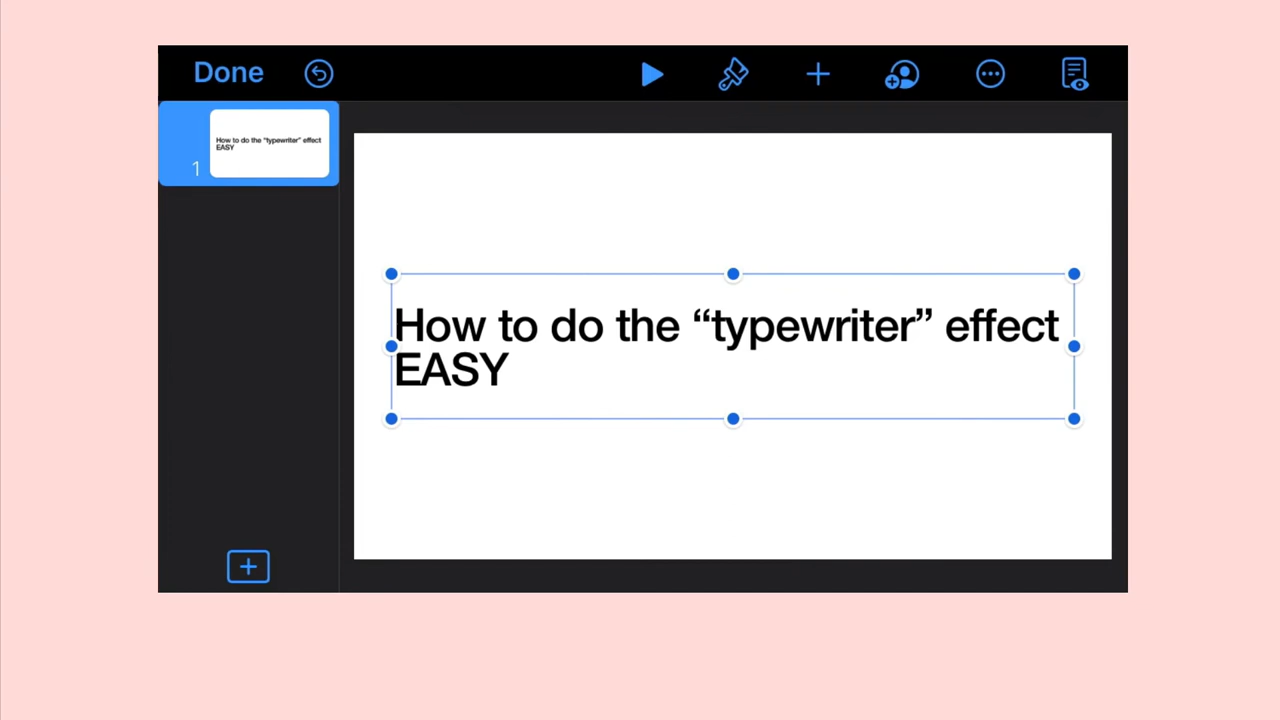 Done
How to do the “typewriter” effect
EASY
1
How to do the “typewriter” effect
EASY